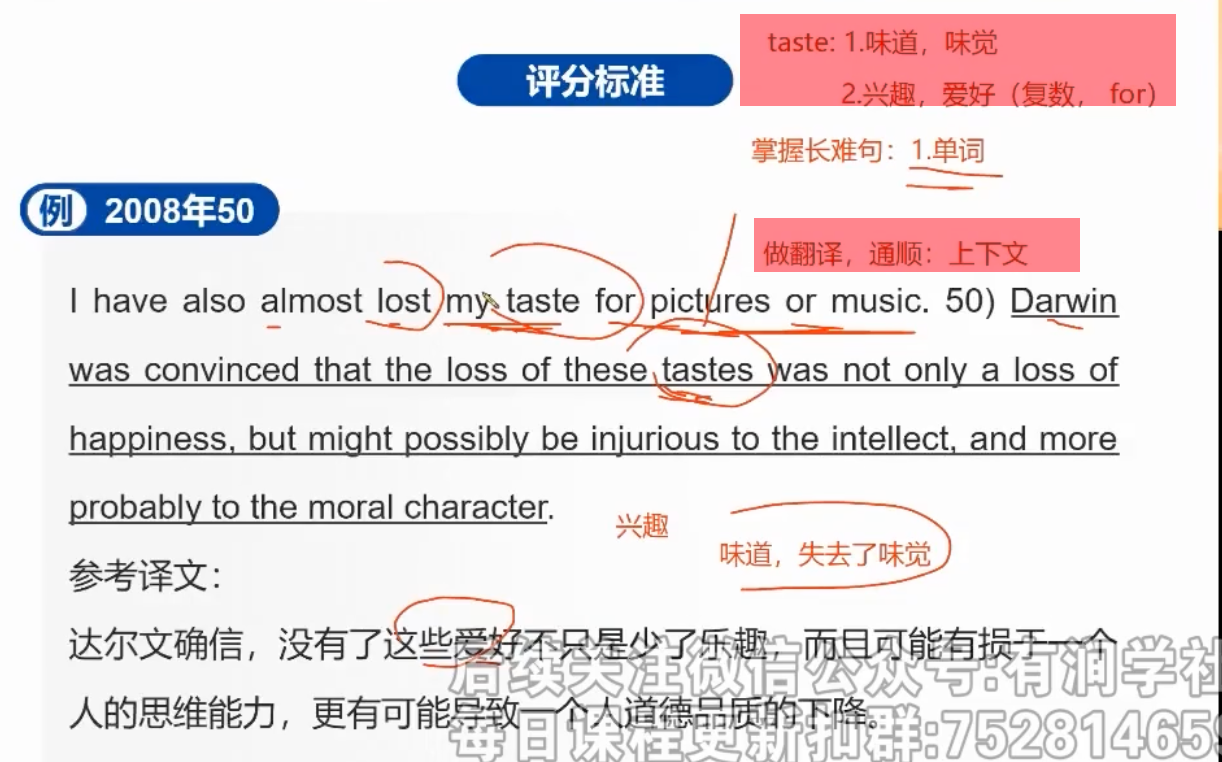 taste: 1.味道，味觉
评分标准
2.兴趣，爱好（复数， for）
掌握长难句：1.单词
例 2008年50
做翻译，通顺：上下文
I have also almost lost my taste for pictures or music. 50) Darwin
was convinced that the loss of these tastes was not only a loss of
happiness, but might possibly be injurious to the intellect, and more
probably to the moral character.
兴趣
味道，失去了味觉
参考译文：
达尔文确信，没有了这些爱好不只是少了乐趣，而且可能有损于一个
后续关注微信公众号:有润学社
人的思维能力，更有可能导致一个人道德品质的下降。
每日课程更新扣群:752814659